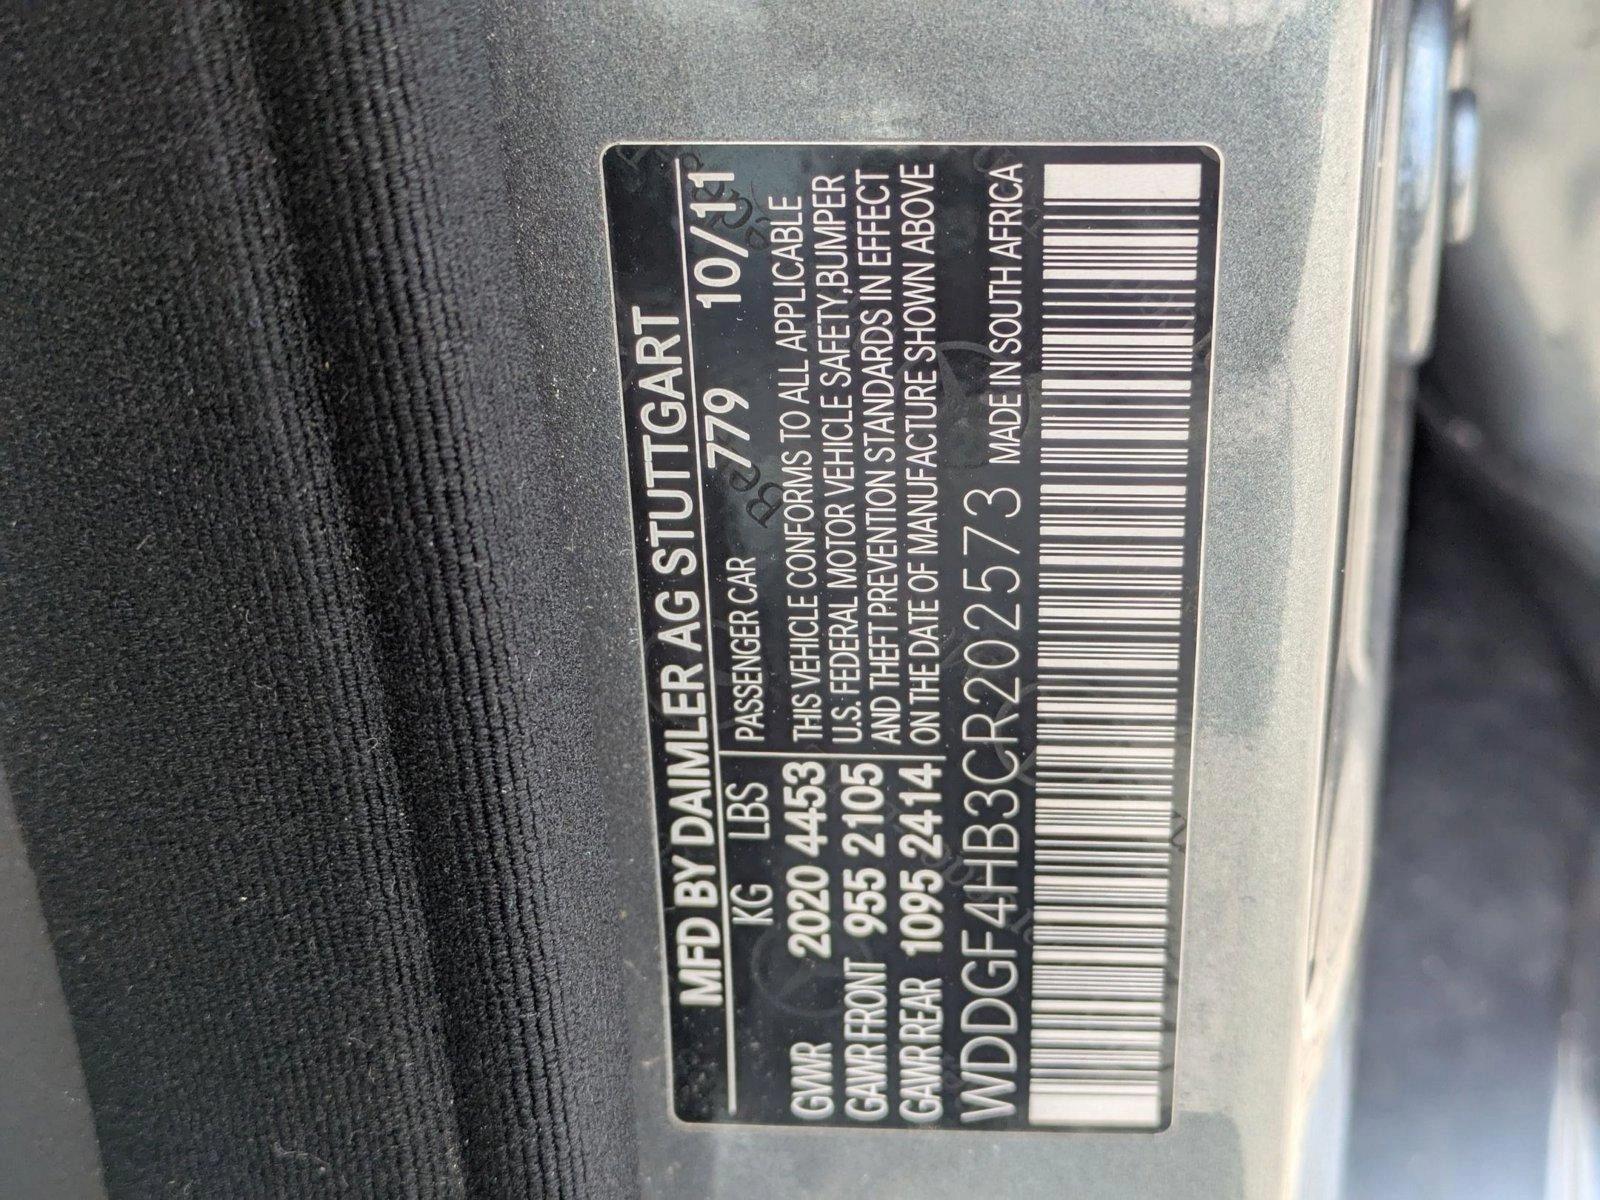 MFD BY DAIMLER AG STUTTGART
KG LBS PASSENGER CAR 779 10/11
GVWR 2020 4453
GAWR FRONT 955 2105
GAWR REAR 1095 2414
THIS VEHICLE CONFORMS TO ALL APPLICABLE
U.S. FEDERAL MOTOR VEHICLE SAFETY,BUMPER
AND THEFT PREVENTION STANDARDS IN EFFECT
ON THE DATE OF MANUFACTURE SHOWN ABOVE
WDDGF4HB3CR202573 MADE IN SOUTH AFRICA